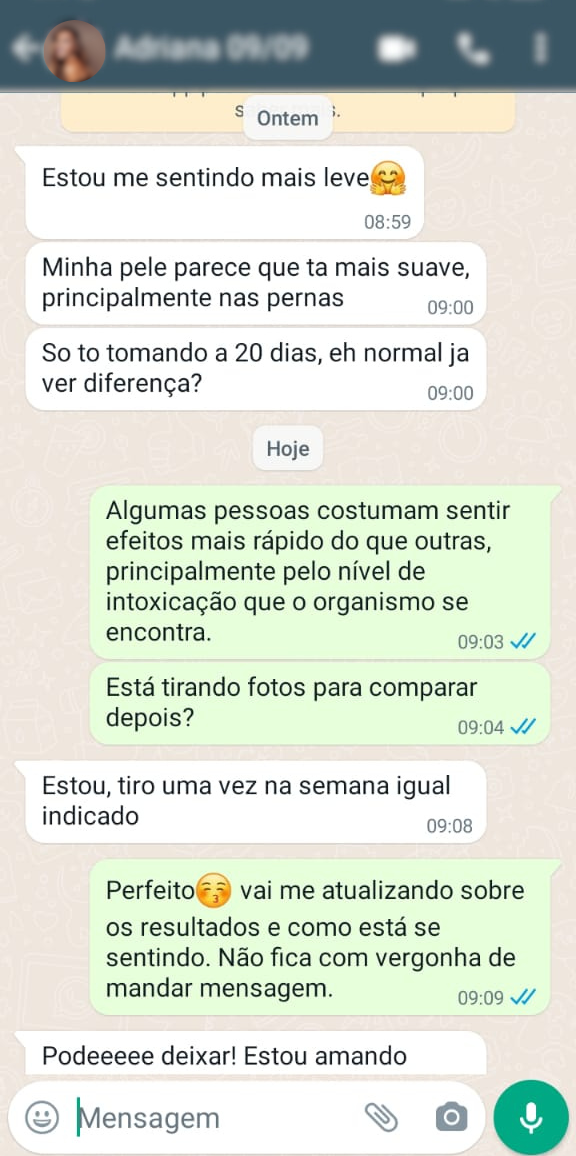 Adriana 09/09
Ontem
Estou me sentindo mais leve🤗
08:59
Minha pele parece que ta mais suave,
principalmente nas pernas
09:00
So to tomando a 20 dias, eh normal ja
ver diferença?
09:00
Hoje
Algumas pessoas costumam sentir
efeitos mais rápido do que outras,
principalmente pelo nível de
intoxicação que o organismo se
encontra.
09:03
Está tirando fotos para comparar
depois?
09:04
Estou, tiro uma vez na semana igual
indicado
09:08
Perfeito😚 vai me atualizando sobre
os resultados e como está se
sentindo. Não fica com vergonha de
mandar mensagem.
09:09
Podeeeee deixar! Estou amando
Mensagem